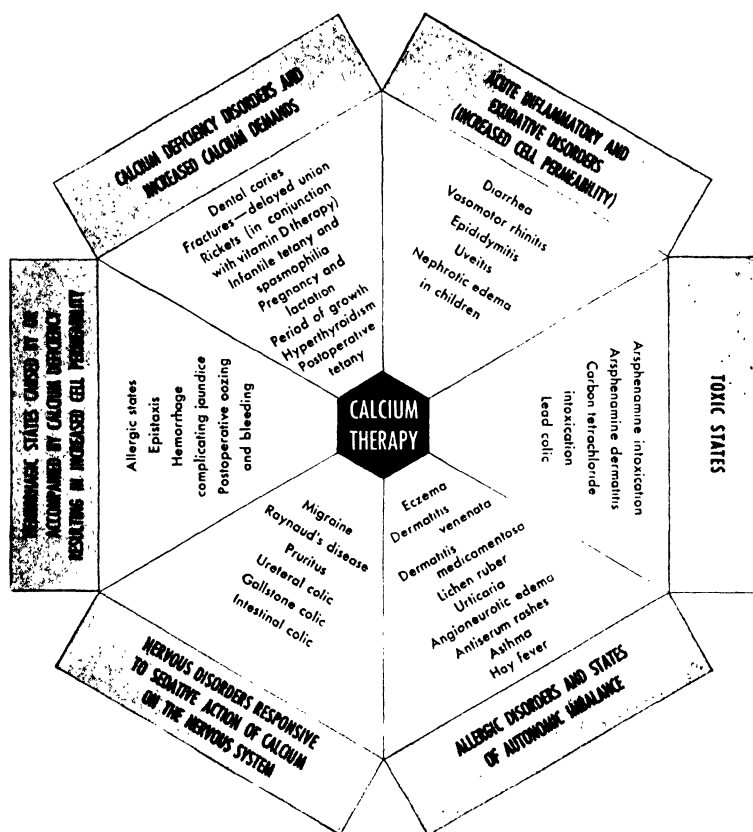 CALCIUM DEFICIENCY DISORDERS AND
INCREASED CALCIUM DEMANDS
Dental caries
Fractures—delayed union
Rickets (in conjunction
with vitamin D therapy)
Infantile tetany and
spasmophilia
Pregnancy and
lactation
Period of growth
Hyperthyroidism
Postoperative
tetany
ACUTE INFLAMMATORY AND
EXUDATIVE DISORDERS
(INCREASED CELL PERMEABILITY)
Diarrhea
Vasomotor rhinitis
Epididymitis
Uveitis
Nephrotic edema
in children
TOXIC STATES
Arsphenamine intoxication
Arsphenamine dermatitis
Carbon tetrachloride
intoxication
Lead colic
ALLERGIC DISORDERS AND STATES
OF AUTONOMIC IMBALANCE
Eczema
Dermatitis
venenata
Dermatitis
medicamentosa
Lichen ruber
Urticaria
Angioneurotic edema
Antiserum rashes
Asthma
Hay fever
NERVOUS DISORDERS RESPONSIVE
TO SEDATIVE ACTION OF CALCIUM
ON THE NERVOUS SYSTEM
Migraine
Raynaud's disease
Pruritus
Ureteral colic
Gallstone colic
Intestinal colic
HEMORRHAGIC STATES CAUSED BY OR
ACCOMPANIED BY CALCIUM DEFICIENCY
RESULTING IN INCREASED CELL PERMEABILITY
Allergic states
Epistaxis
Hemorrhage
complicating jaundice
Postoperative oozing
and bleeding
CALCIUM
THERAPY